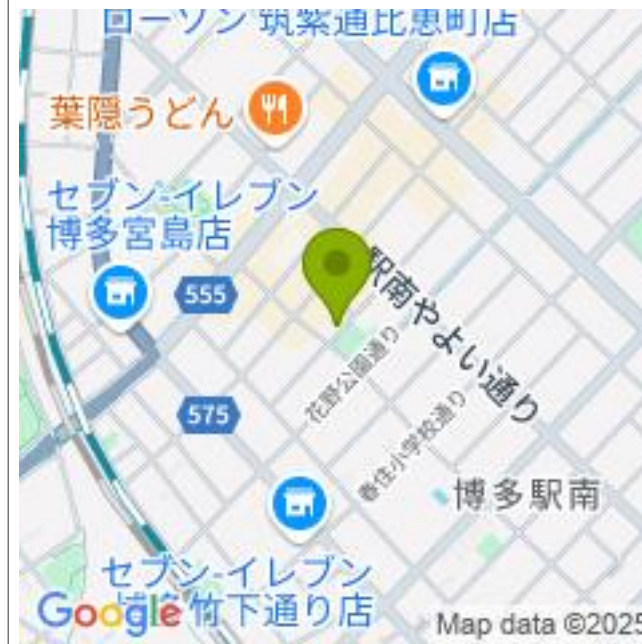 ローソン 筑紫通比恵町店
葉隠うどん
セブン-イレブン
博多宮島店
555
駅南やよい通り
花野公園通り
575
春住小学校通り
博多駅南
セブン-イレブン
博多竹下通り店
Google
Map data ©2025